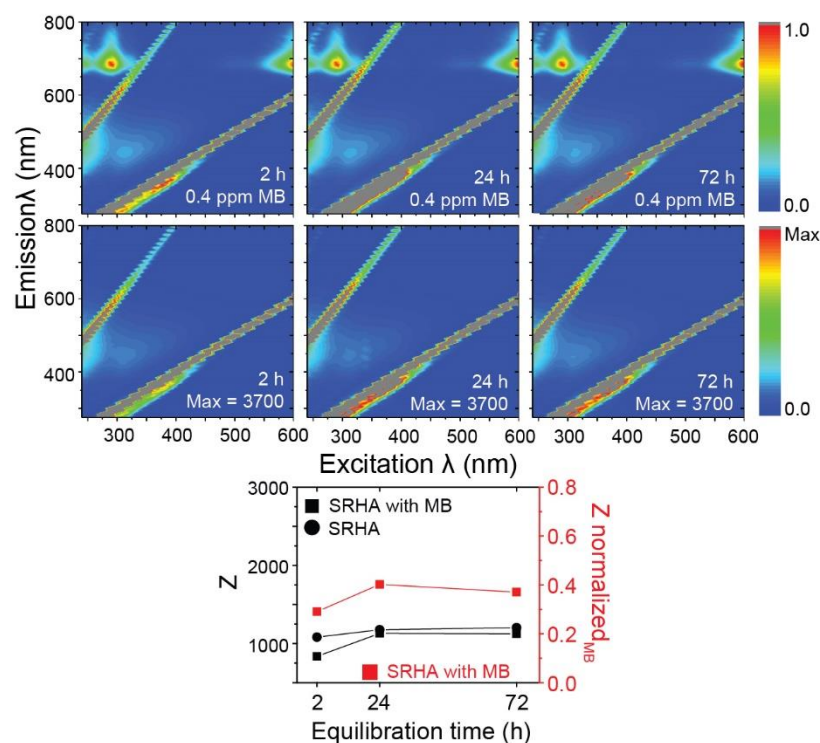 800
600
400
2 h
0.4 ppm MB
24 h
0.4 ppm MB
72 h
0.4 ppm MB
1.0
0.0
800
600
400
2 h
Max = 3700
24 h
Max = 3700
72 h
Max = 3700
Max
0.0
Emission λ (nm)
300 400 500 600
300 400 500 600
300 400 500 600
Excitation λ (nm)
3000
2000
1000
Z
SRHA with MB
SRHA
SRHA with MB
0.8
0.6
0.4
0.2
0.0
Z normalized MB
2 24 72
Equilibration time (h)